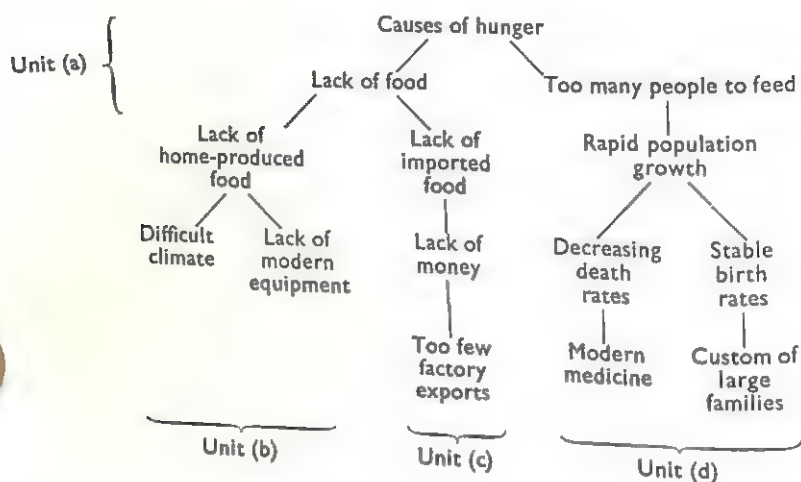 Causes of hunger
Unit (a)
Lack of food
Too many people to feed
Lack of
home-produced
food
Lack of
imported
food
Rapid population
growth
Difficult
climate
Lack of
modern
equipment
Lack of
money
Decreasing
death
rates
Stable
birth
rates
Too few
factory
exports
Modern
medicine
Custom of
large
families
Unit (b)
Unit (c)
Unit (d)